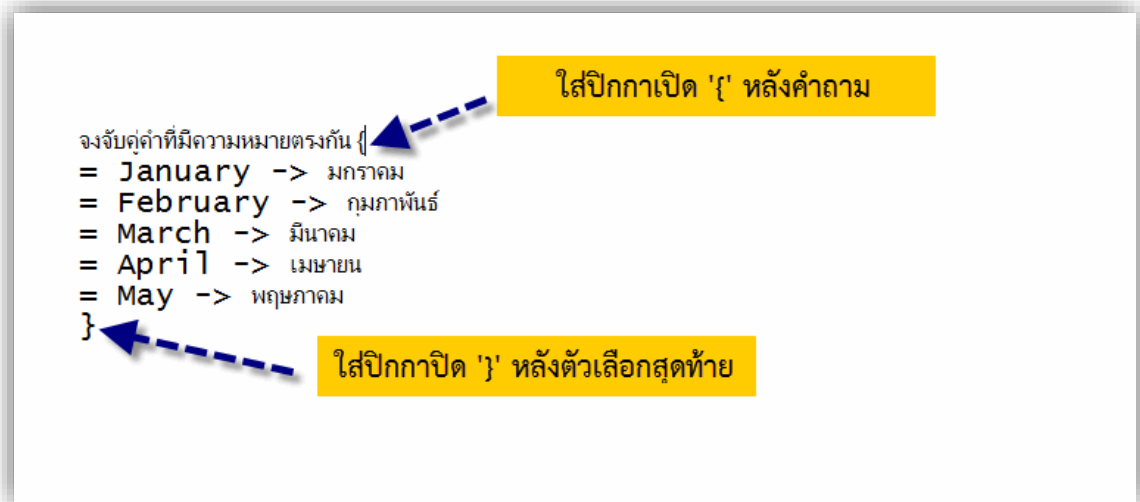 ใส่ปิกกาเปิด '{' หลังคำถาม
จงจับคู่คำที่มีความหมายตรงกัน {
= January -> มกราคม
= February -> กุมภาพันธ์
= March -> มีนาคม
= April -> เมษายน
= May -> พฤษภาคม
}
ใส่ปิกกาปิด '}' หลังตัวเลือกสุดท้าย